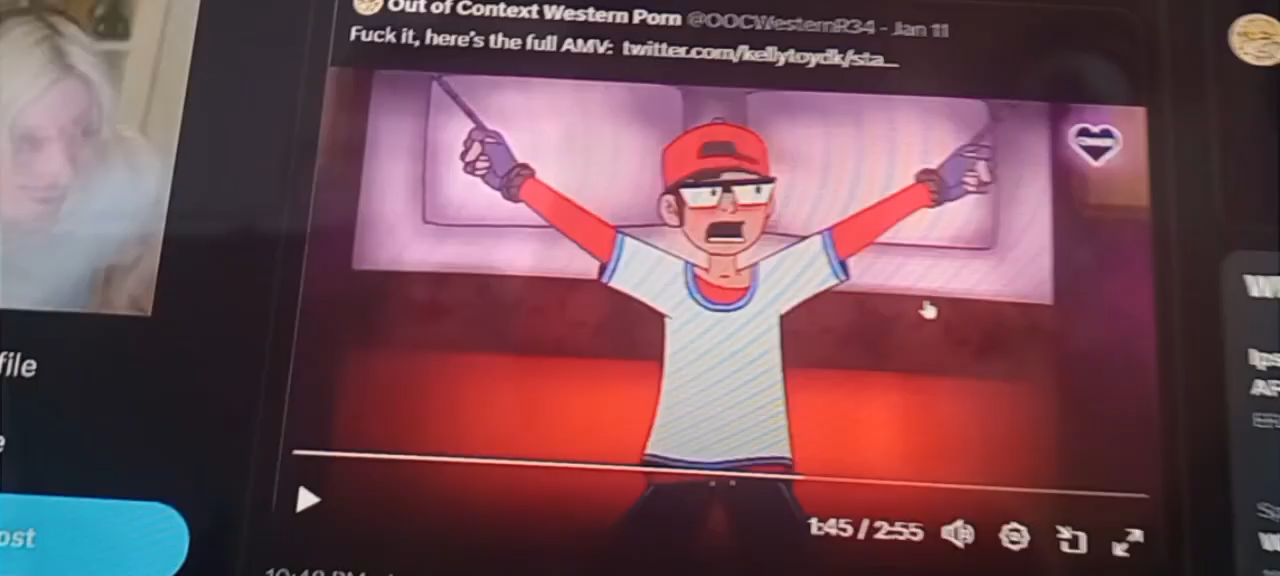 Out of Context Western Porn @OOCWesternR34 - Jan 11
Fuck it, here's the full AMV: twitter.com/kellytoydk/sta...
file
ost
1:45 / 2:55